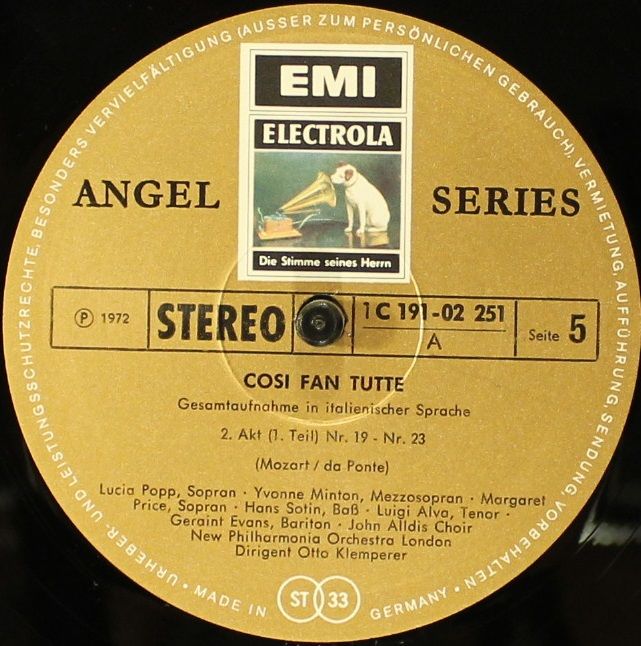 URHEBER- UND LEISTUNGSSCHUTZRECHTE, BESONDERS VERVIELFÄLTIGUNG (AUSSER ZUM PERSÖNLICHEN GEBRAUCH), VERMIETUNG, AUFFÜHRUNG, SENDUNG, VORBEHALTEN •
EMI
ELECTROLA
ANGEL SERIES
Die Stimme seines Herrn
Ⓟ 1972 STEREO 1 C 191-02 251 Seite 5
A
COSI FAN TUTTE
Gesamtaufnahme in italienischer Sprache
2. Akt (1. Teil) Nr. 19 - Nr. 23
(Mozart / da Ponte)
Lucia Popp, Sopran · Yvonne Minton, Mezzosopran · Margaret
Price, Sopran · Hans Sotin, Baß · Luigi Alva, Tenor ·
Geraint Evans, Bariton · John Alldis Choir
New Philharmonia Orchestra London
Dirigent Otto Klemperer
• MADE IN ST 33 GERMANY •